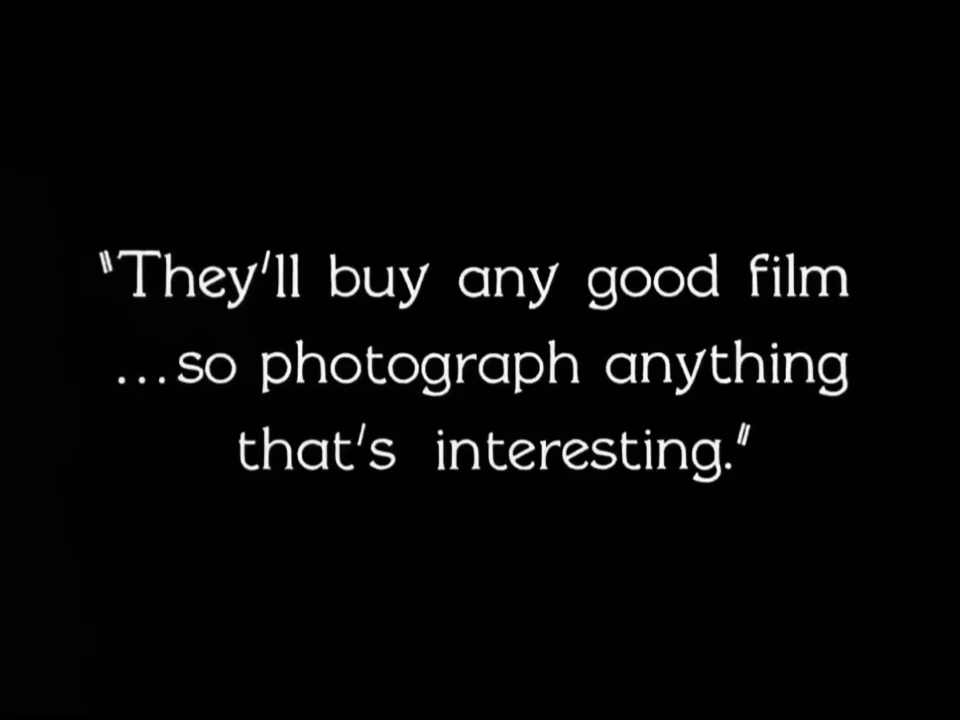 "They'll buy any good film
...so photograph anything
that's interesting."